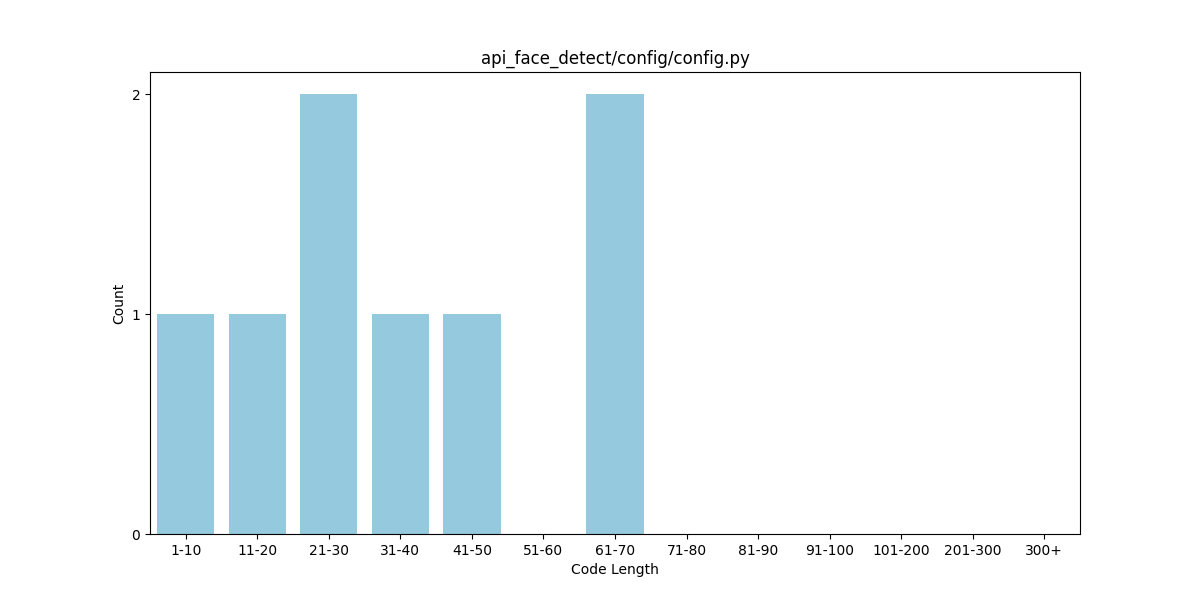 api_face_detect/config/config.py
Count
2
1
0
1-10 11-20 21-30 31-40 41-50 51-60 61-70 71-80 81-90 91-100 101-200 201-300 300+
Code Length